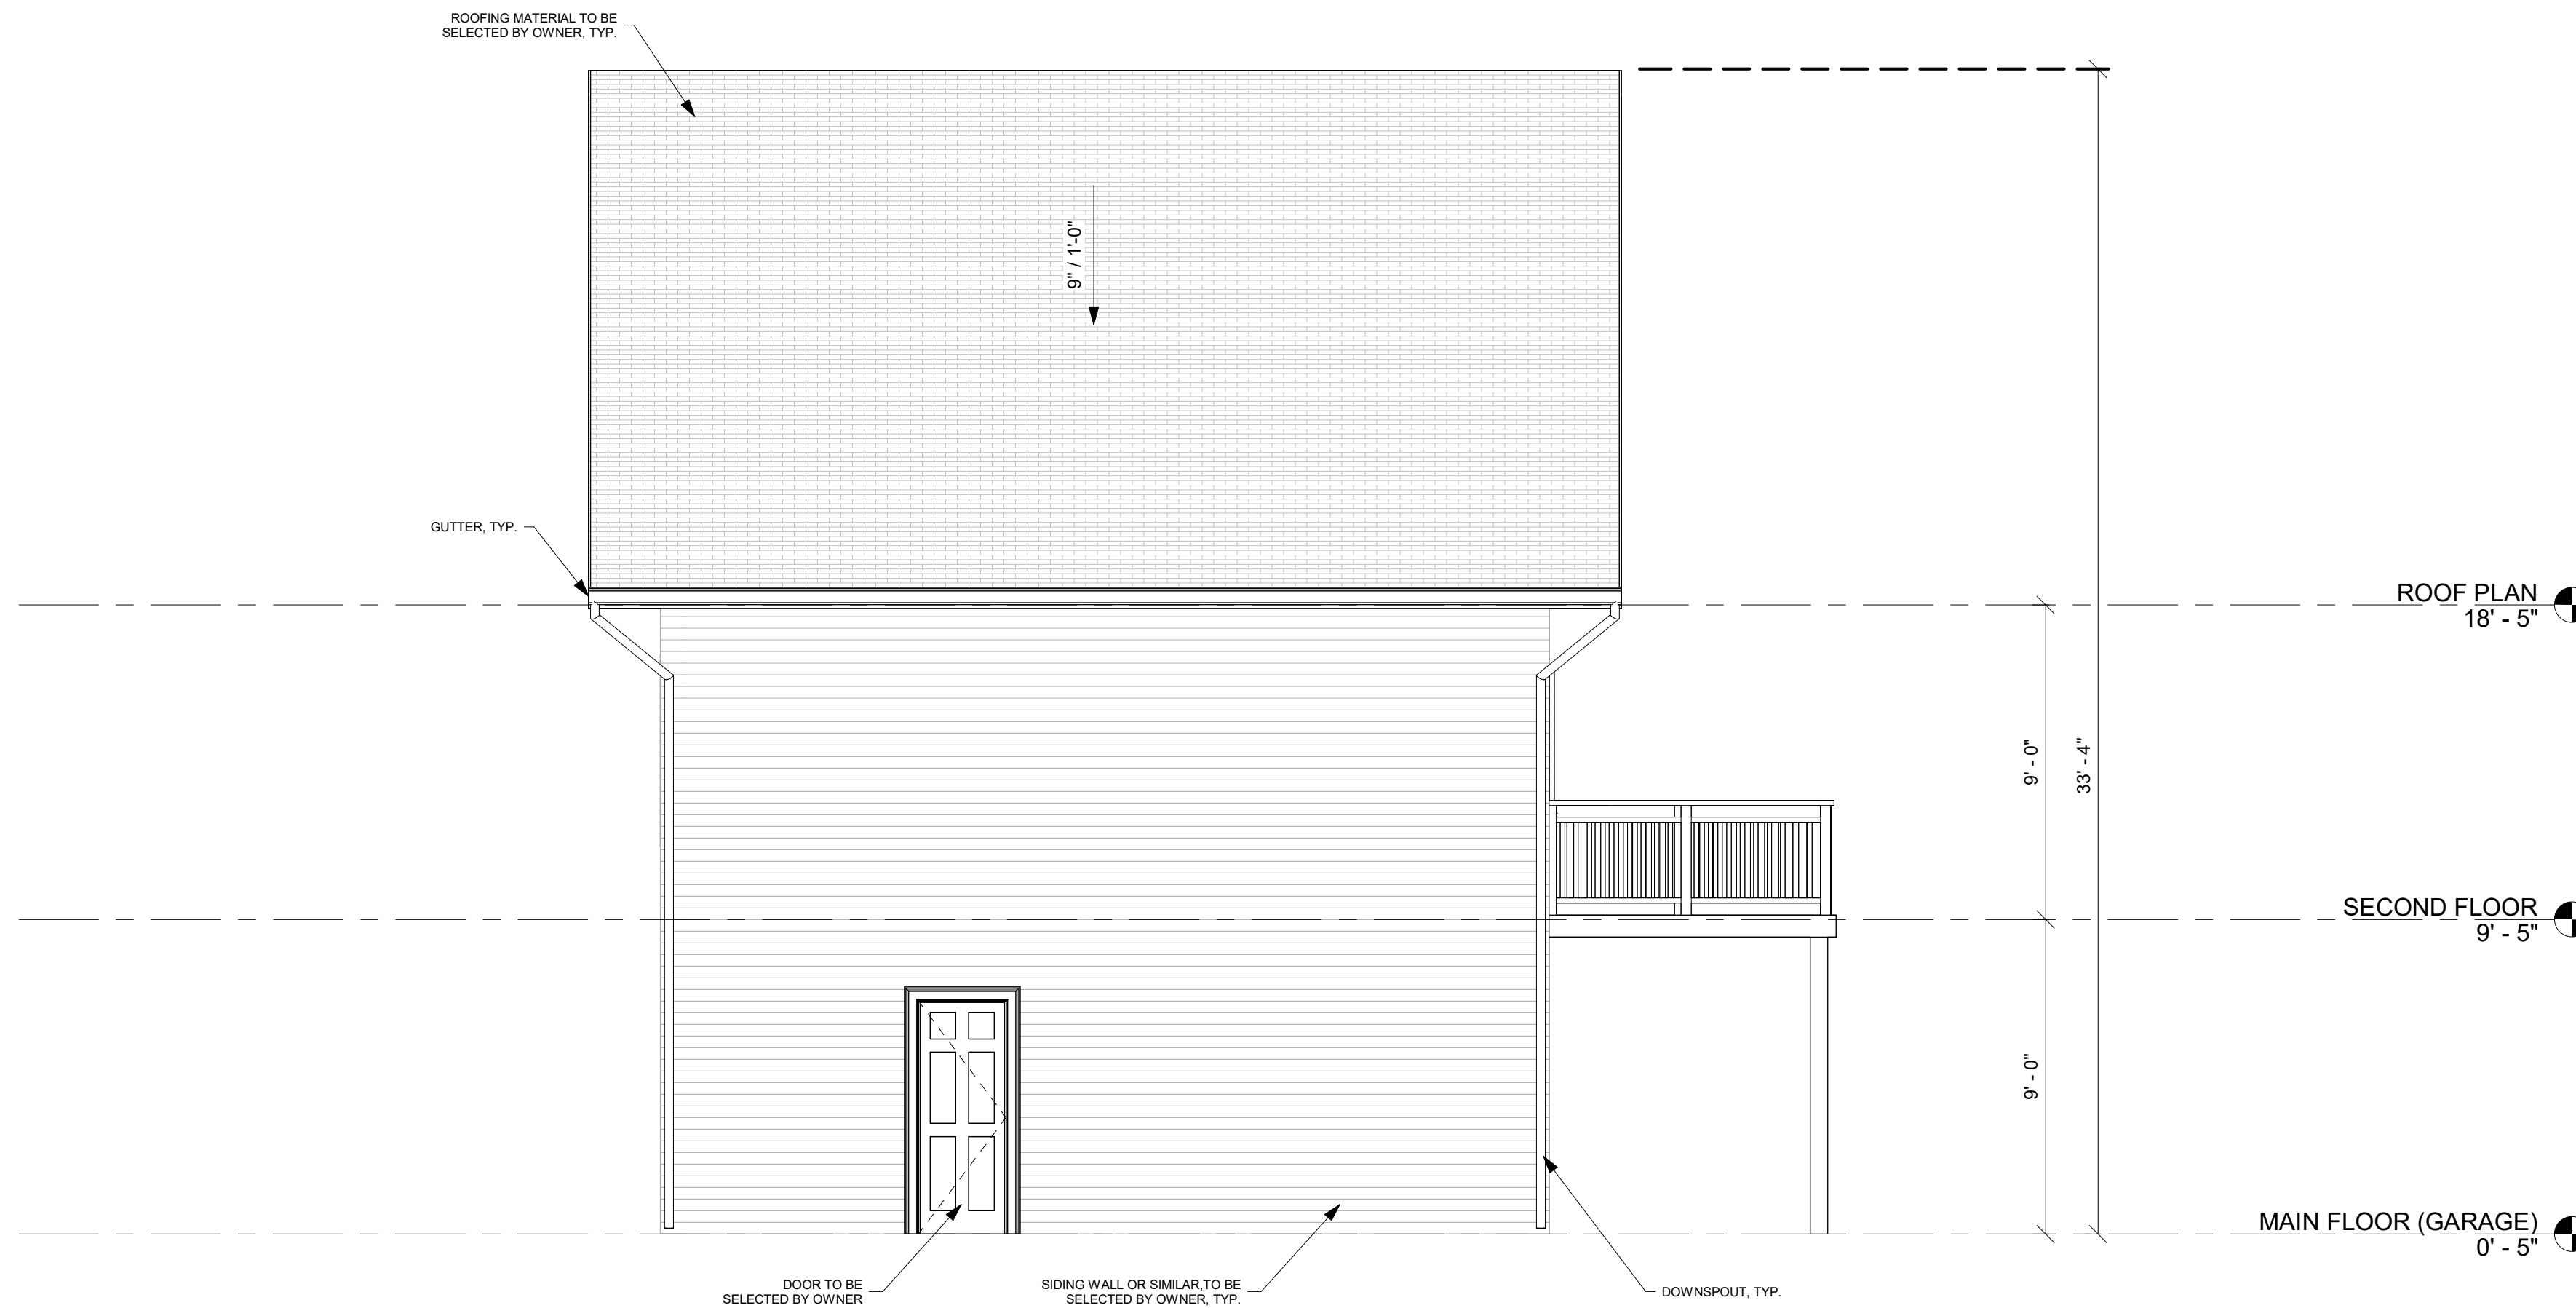 ROOFING MATERIAL TO BE
SELECTED BY OWNER, TYP.
9" / 1'-0"
GUTTER, TYP.
ROOF PLAN
18' - 5"
9' - 0"
33' - 4"
SECOND FLOOR
9' - 5"
9' - 0"
MAIN FLOOR (GARAGE)
0' - 5"
DOOR TO BE
SELECTED BY OWNER
SIDING WALL OR SIMILAR,TO BE
SELECTED BY OWNER, TYP.
DOWNSPOUT, TYP.